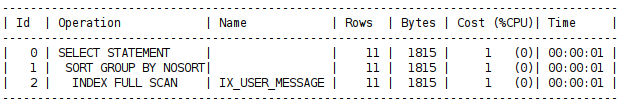 --------------------------------------------------------------------------------------
| Id  | Operation            | Name            | Rows  | Bytes | Cost (%CPU)| Time     |
--------------------------------------------------------------------------------------
|   0 | SELECT STATEMENT     |                 |    11 |  1815 |     1   (0)| 00:00:01 |
|   1 |  SORT GROUP BY NOSORT|                 |    11 |  1815 |     1   (0)| 00:00:01 |
|   2 |   INDEX FULL SCAN    | IX_USER_MESSAGE |    11 |  1815 |     1   (0)| 00:00:01 |
--------------------------------------------------------------------------------------